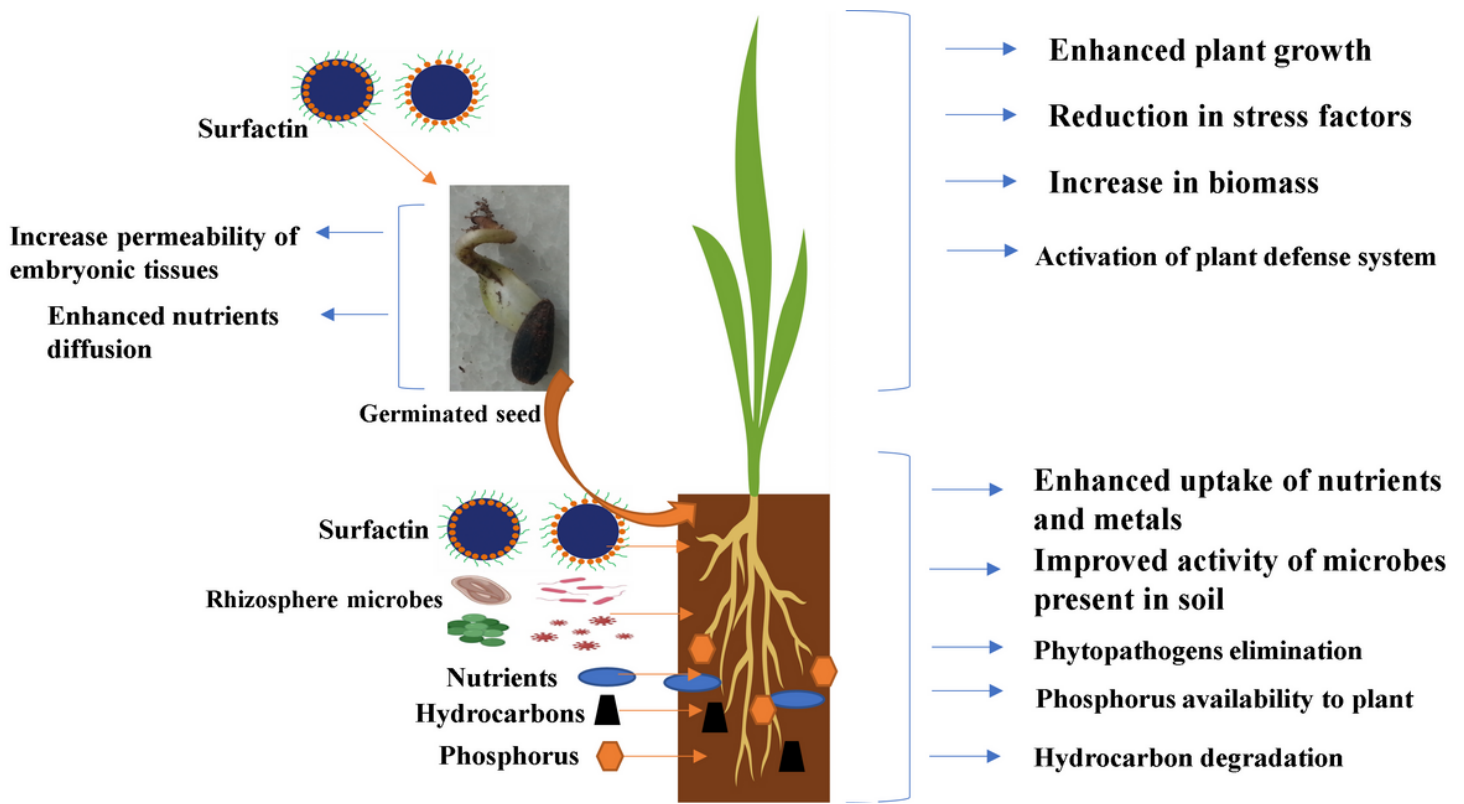 Surfactin
Increase permeability of
embryonic tissues
Enhanced nutrients
diffusion
Germinated seed
Surfactin
Rhizosphere microbes
Nutrients
Hydrocarbons
Phosphorus
Enhanced plant growth
Reduction in stress factors
Increase in biomass
Activation of plant defense system
Enhanced uptake of nutrients
and metals
Improved activity of microbes
present in soil
Phytopathogens elimination
Phosphorus availability to plant
Hydrocarbon degradation